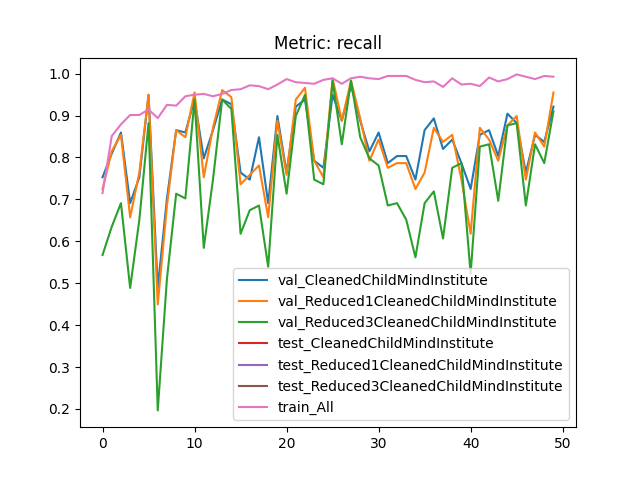 Metric: recall
1.0
0.9
0.8
0.7
0.6
0.5
0.4
0.3
0.2
0 10 20 30 40 50
val_CleanedChildMindInstitute
val_Reduced1CleanedChildMindInstitute
val_Reduced3CleanedChildMindInstitute
test_CleanedChildMindInstitute
test_Reduced1CleanedChildMindInstitute
test_Reduced3CleanedChildMindInstitute
train_All